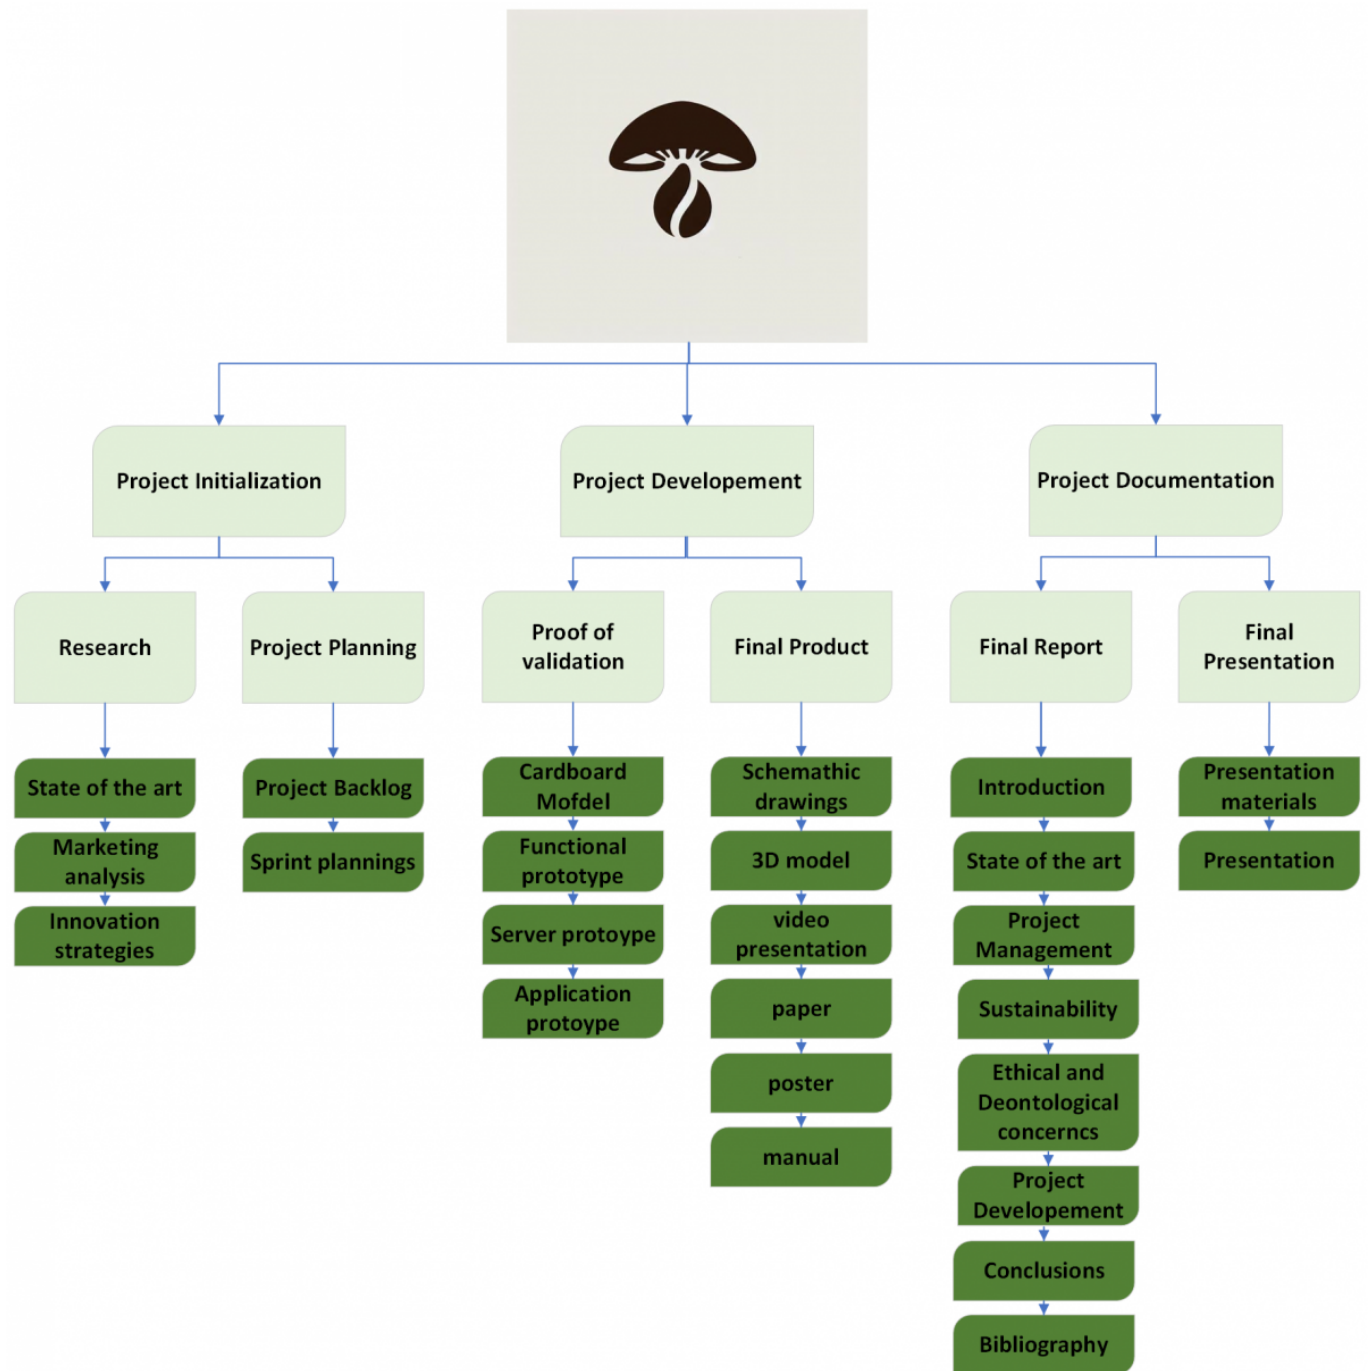 Project Initialization
Project Developement
Project Documentation
Research
Project Planning
Proof of
validation
Final Product
Final Report
Final
Presentation
State of the art
Marketing
analysis
Innovation
strategies
Project Backlog
Sprint plannings
Cardboard
Mofdel
Functional
prototype
Server protoype
Application
protoype
Schemathic
drawings
3D model
video
presentation
paper
poster
manual
Introduction
State of the art
Project
Management
Sustainability
Ethical and
Deontological
concerncs
Project
Developement
Conclusions
Bibliography
Presentation
materials
Presentation